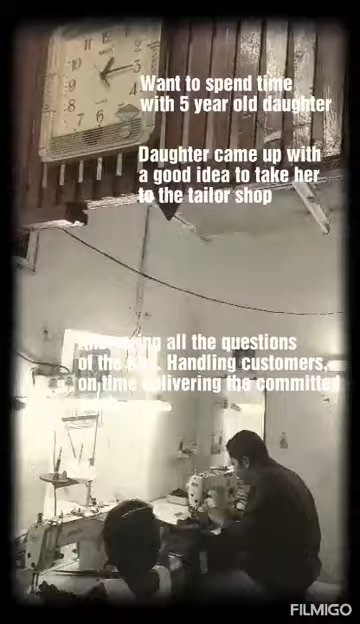 Want to spend time
with 5 year old daughter
Daughter came up with
a good idea to take her
to the tailor shop
all the questions
of the. Handling customers,
on time delivering the committed
FILMIGO